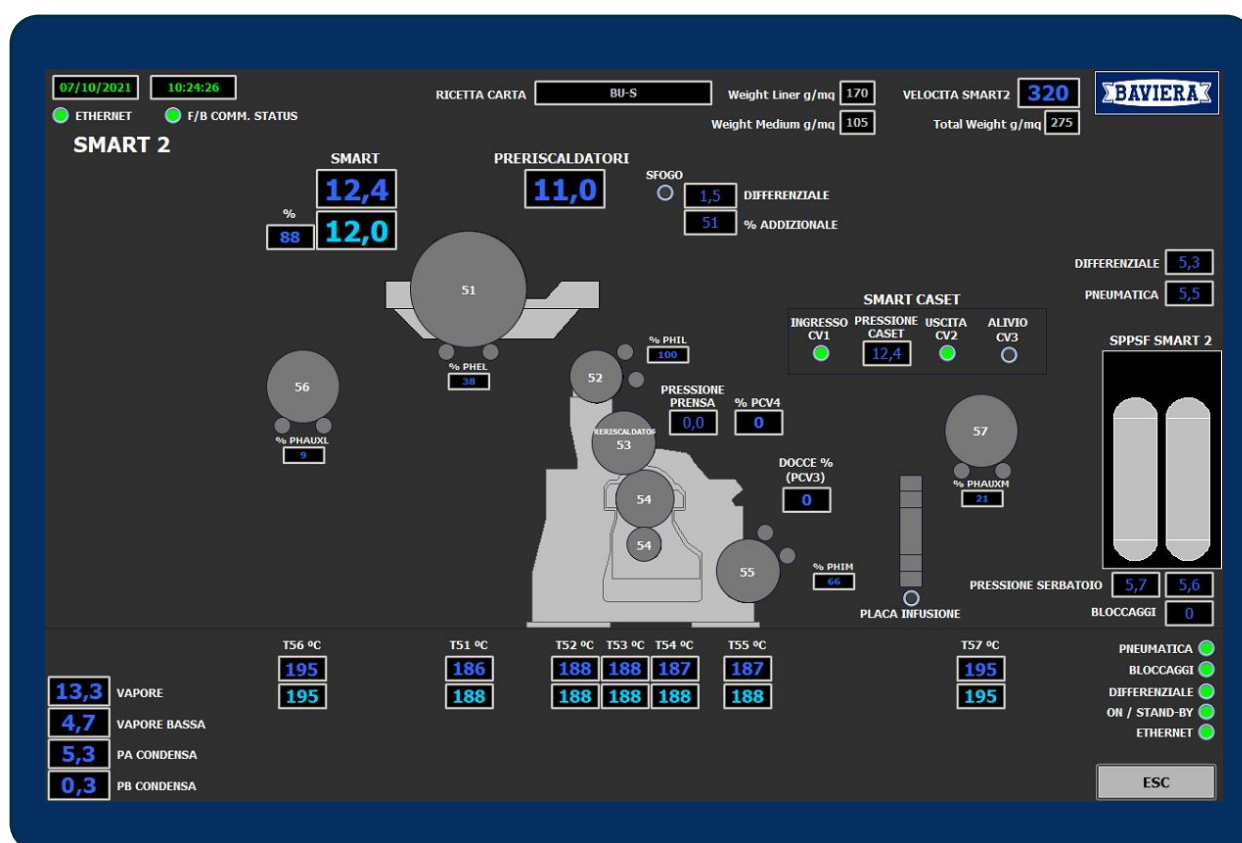 07/10/2021 10:24:26
ETHERNET F/B COMM. STATUS
RICETTA CARTA BU-S
Weight Liner g/mq 170
Weight Medium g/mq 105
VELOCITA SMART2 320
Total Weight g/mq 275
BAVIERA
SMART 2
SMART
12,4
% 88 12,0
PRERISCALDATORI
11,0
SFOGO
1,5 DIFFERENZIALE
51 % ADDIZIONALE
DIFFERENZIALE 5,3
PNEUMATICA 5,5
51
% PHEL
38
56
% PHAUXL
9
52
% PHIL
100
PRESSIONE
PRENSA
0,0
% PCV4
0
RERISCALDATOF
53
54
54
DOCCE %
(PCV3)
0
55
% PHIM
66
SMART CASET
INGRESSO
CV1
PRESSIONE
CASET
12,4
USCITA
CV2
ALIVIO
CV3
57
% PHAUXM
21
PLACA INFUSIONE
SPPSF SMART 2
PRESSIONE SERBATOIO 5,7 5,6
BLOCCAGGI 0
T56 ºC T51 ºC T52 ºC T53 ºC T54 ºC T55 ºC T57 ºC
195 186 188 188 187 187 195
195 188 188 188 188 188 195
13,3 VAPORE
4,7 VAPORE BASSA
5,3 PA CONDENSA
0,3 PB CONDENSA
PNEUMATICA
BLOCCAGGI
DIFFERENZIALE
ON / STAND-BY
ETHERNET
ESC